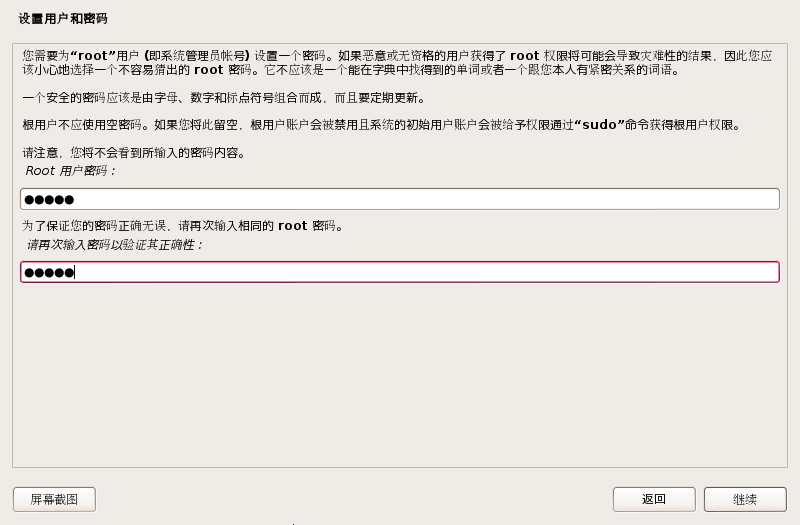 设置用户和密码
您需要为“root”用户 (即系统管理员帐号) 设置一个密码。如果恶意或无资格的用户获得了 root 权限将可能会导致灾难性的结果，因此您应
该小心地选择一个不容易猜出的 root 密码。它不应该是一个能在字典中找得到的单词或者一个跟您本人有紧密关系的词语。
一个安全的密码应该是由字母、数字和标点符号组合而成，而且要定期更新。
根用户不应使用空密码。如果您将此留空，根用户账户会被禁用且系统的初始用户账户会被给予权限通过“sudo”命令获得根用户权限。
请注意，您将不会看到所输入的密码内容。
Root 用户密码：
●●●●●
为了保证您的密码正确无误，请再次输入相同的 root 密码。
请再次输入密码以验证其正确性：
●●●●●
屏幕截图
返回
继续